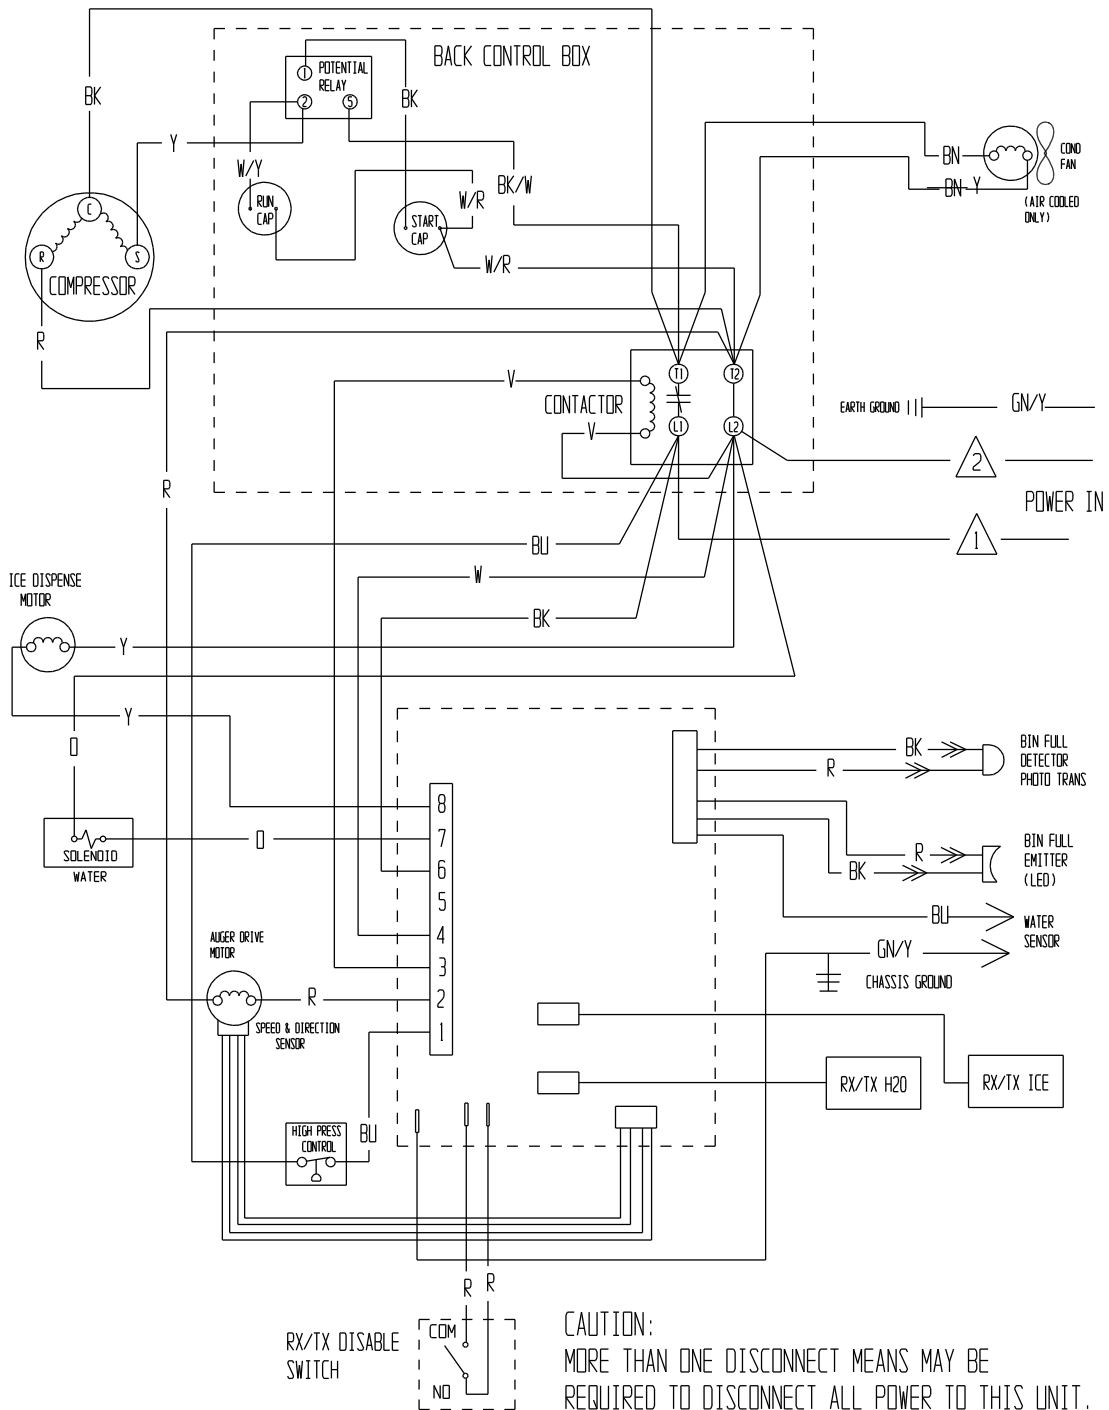 BACK CONTROL BOX
1
POTENTIAL
RELAY
2
5
BK
BK
Y
W/Y
RUN
CAP
W/R
BK/W
START
CAP
W/R
BN
BN
Y
COND
FAN
(AIR COOLED
ONLY)
C
R
S
COMPRESSOR
R
T1
T2
V
CONTACTOR
V
L1
L2
EARTH GROUND
GN/Y
2
POWER IN
1
R
BU
W
BK
ICE DISPENSE
MOTOR
Y
Y
O
BK
R
BIN FULL
DETECTOR
PHOTO TRANS
8
7
6
5
4
3
2
1
O
SOLENOID
WATER
R
BK
BIN FULL
EMITTER
(LED)
BU
WATER
SENSOR
GN/Y
CHASSIS GROUND
AUGER DRIVE
MOTOR
R
SPEED & DIRECTION
SENSOR
RX/TX H2O
RX/TX ICE
HIGH PRESS
CONTROL
BU
R
R
RX/TX DISABLE
SWITCH
COM
NO
CAUTION:
MORE THAN ONE DISCONNECT MEANS MAY BE
REQUIRED TO DISCONNECT ALL POWER TO THIS UNIT.